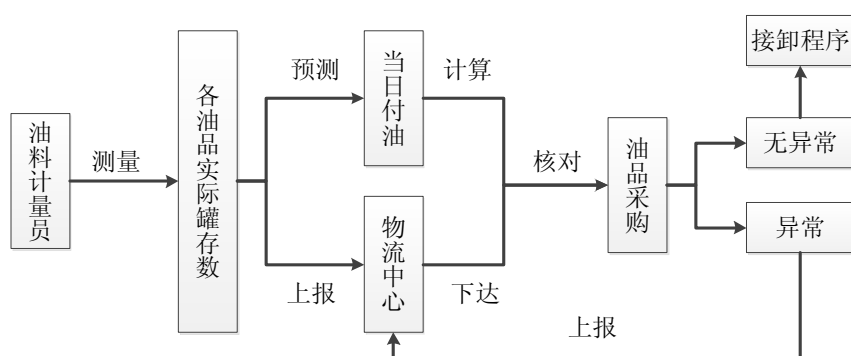 油料计量员
测量
各油品实际罐存数
预测
上报
当日付油
物流中心
计算
下达
核对
油品采购
接卸程序
无异常
异常
上报